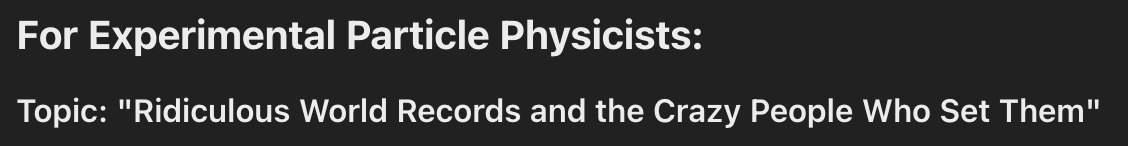 For Experimental Particle Physicists:
Topic: "Ridiculous World Records and the Crazy People Who Set Them"